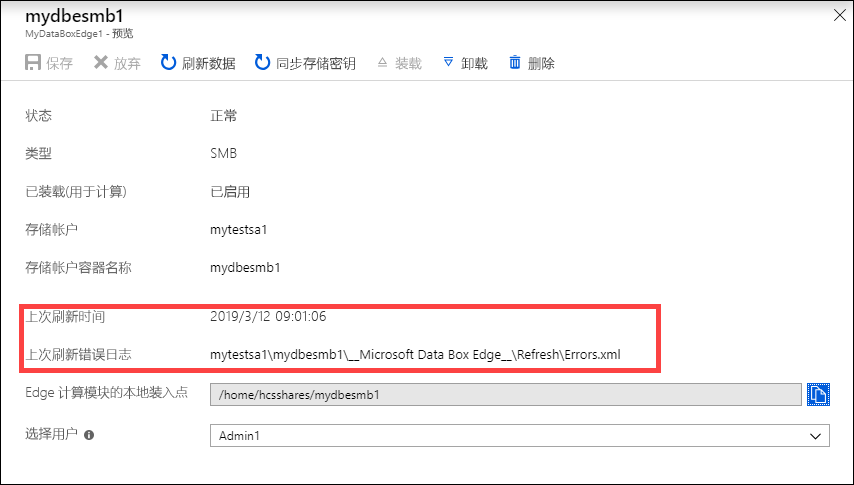 mydbesmb1
MyDataBoxEdge1 - 预览
保存 放弃 刷新数据 同步存储密钥 装载 卸载 删除
状态 正常
类型 SMB
已装载(用于计算) 已启用
存储帐户 mytestsa1
存储帐户容器名称 mydbesmb1
上次刷新时间 2019/3/12 09:01:06
上次刷新错误日志 mytestsa1\mydbesmb1\__Microsoft Data Box Edge__\Refresh\Errors.xml
Edge 计算模块的本地装入点 /home/hcsshares/mydbesmb1
选择用户 Admin1